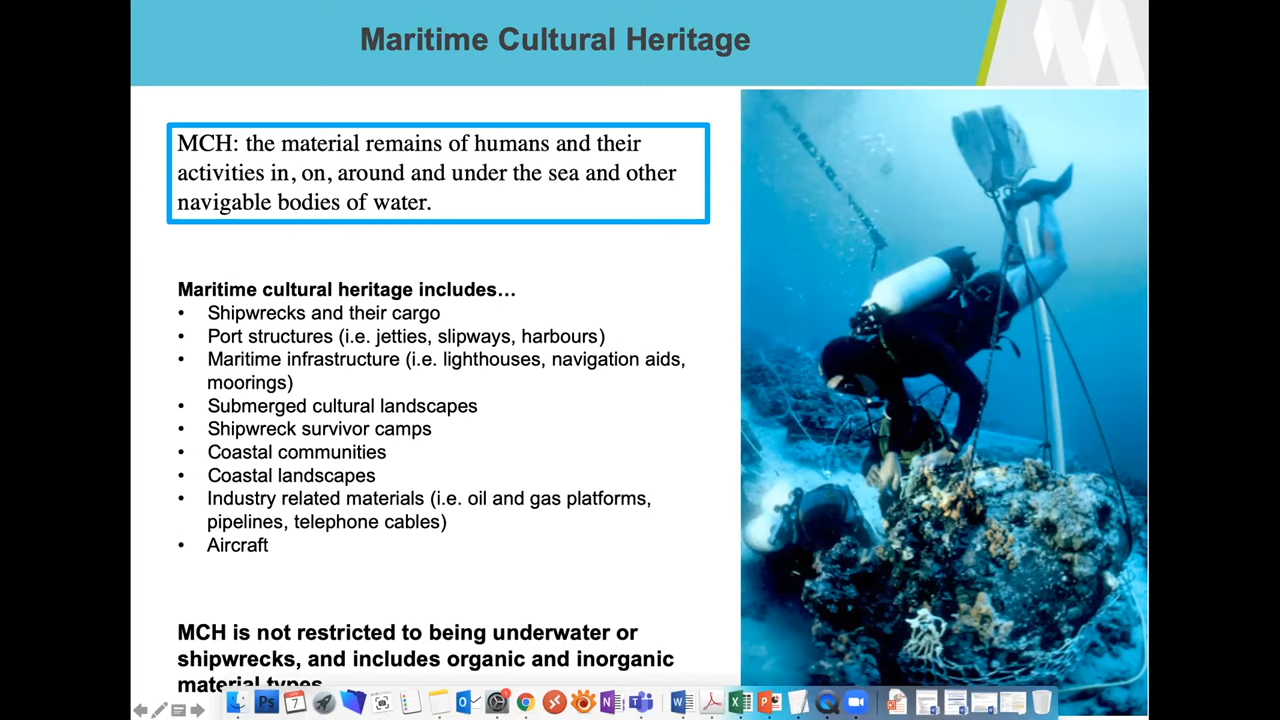 Maritime Cultural Heritage
MCH: the material remains of humans and their
activities in, on, around and under the sea and other
navigable bodies of water.
Maritime cultural heritage includes…
• Shipwrecks and their cargo
• Port structures (i.e. jetties, slipways, harbours)
• Maritime infrastructure (i.e. lighthouses, navigation aids,
moorings)
• Submerged cultural landscapes
• Shipwreck survivor camps
• Coastal communities
• Coastal landscapes
• Industry related materials (i.e. oil and gas platforms,
pipelines, telephone cables)
• Aircraft
MCH is not restricted to being underwater or
shipwrecks, and includes organic and inorganic
material types
Ps
7
N
W
X
P